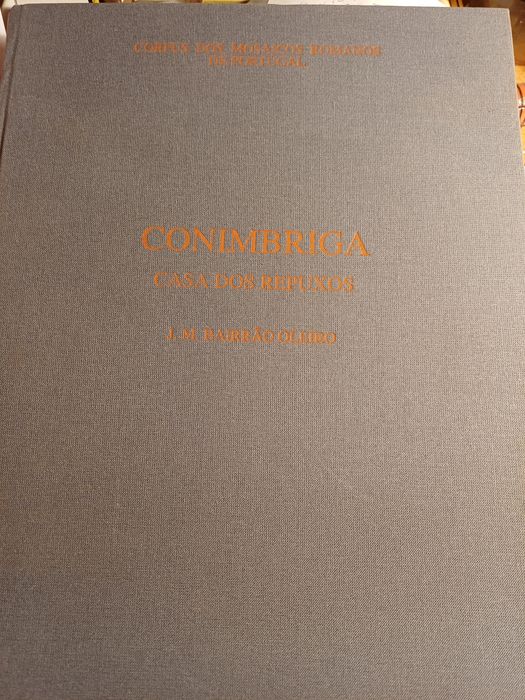 CORPUS DOS MOSAICOS ROMANOS
DE PORTUGAL
CONIMBRIGA
CASA DOS REPUXOS
J. M. BAIRRÃO OLEIRO